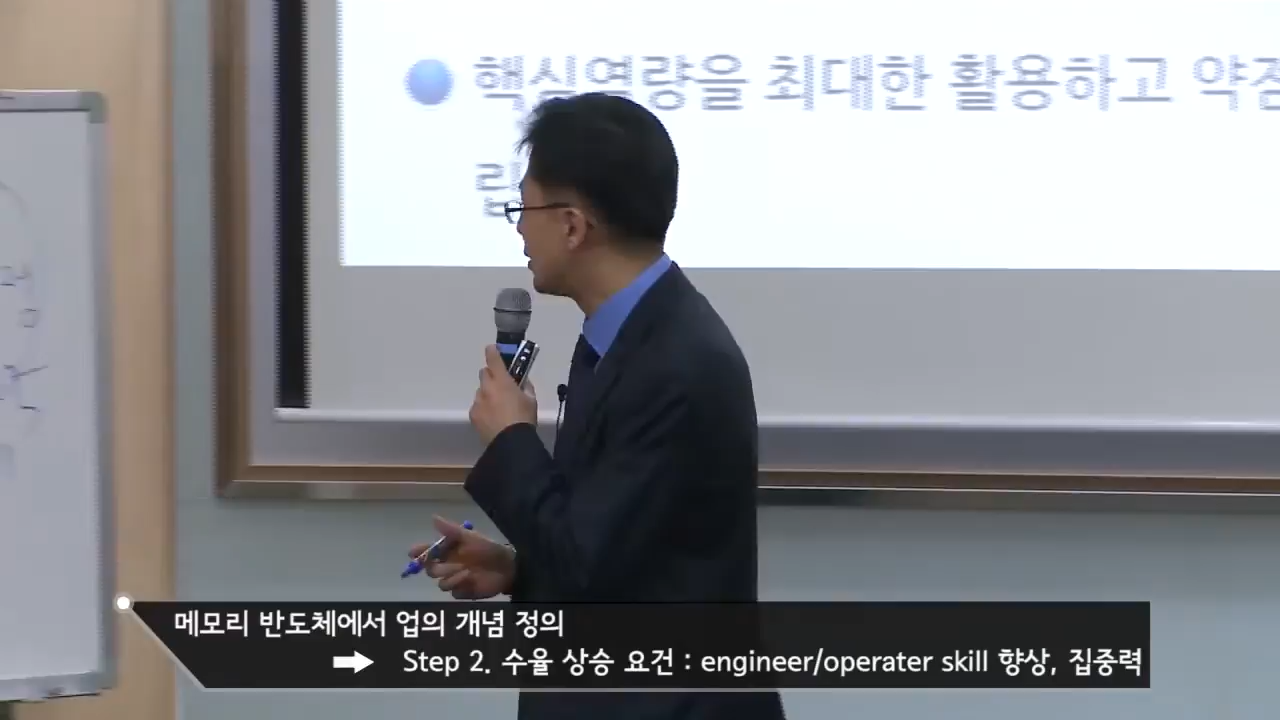 핵심역량을 최대한 활용하고
메모리 반도체에서 업의 개념 정의
Step 2. 수율 상승 요건 : engineer/operater skill 향상, 집중력